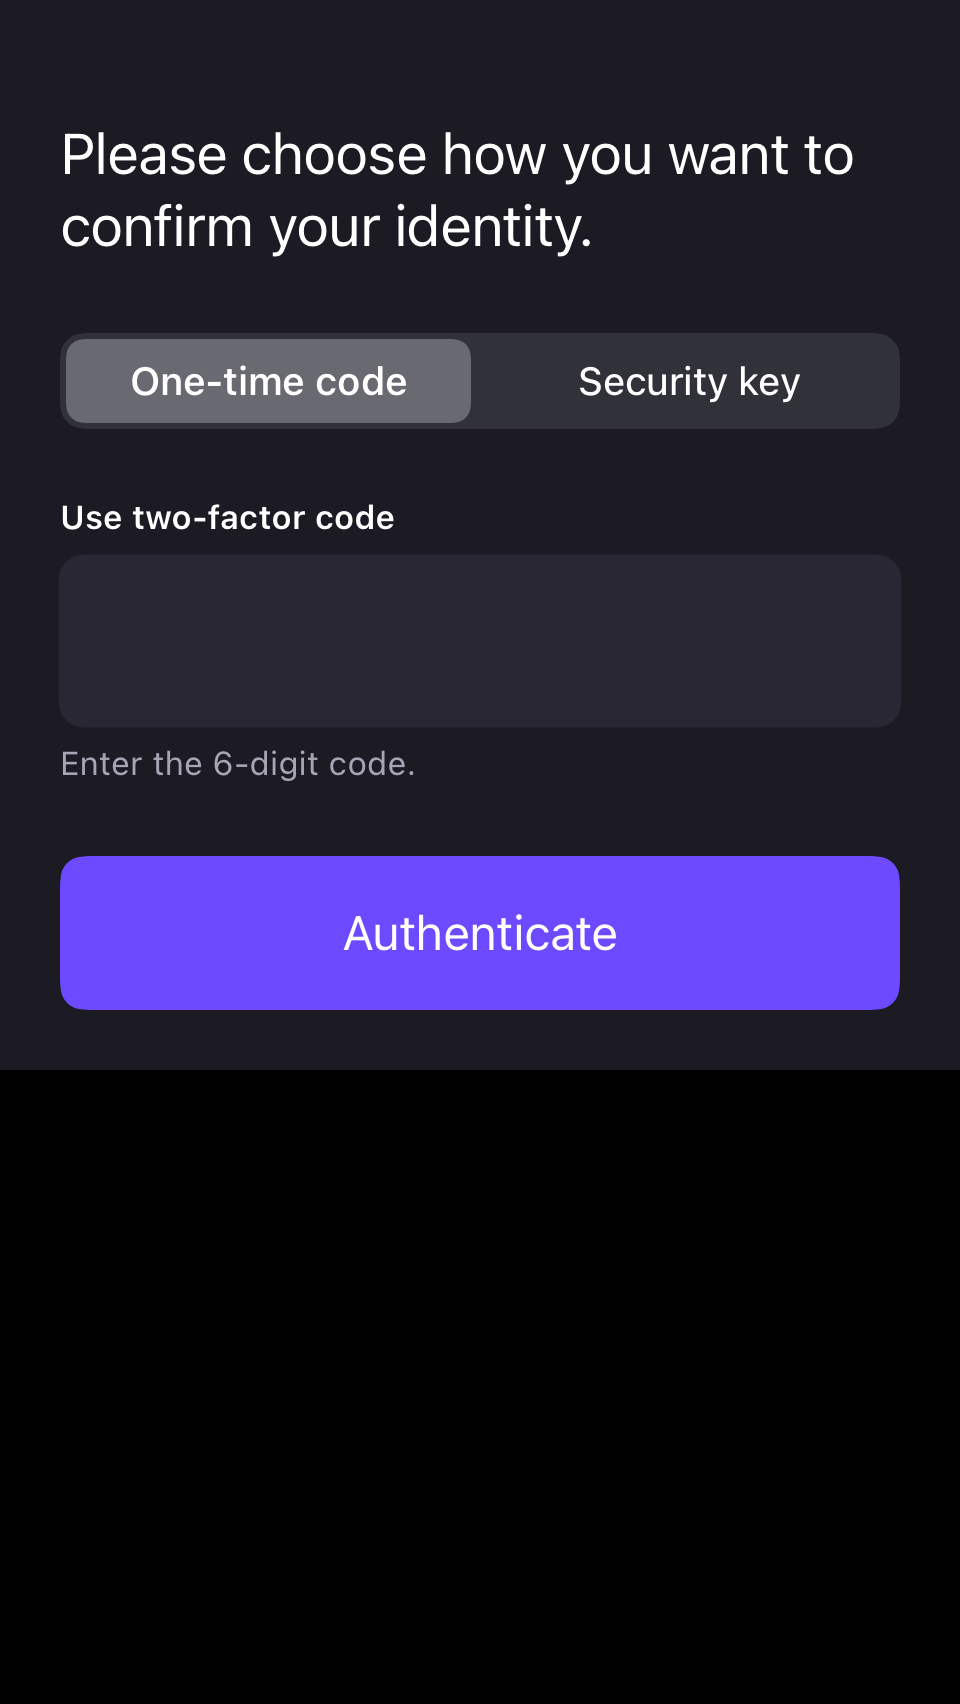 Please choose how you want to
confirm your identity.
One-time code
Security key
Use two-factor code
Enter the 6-digit code.
Authenticate